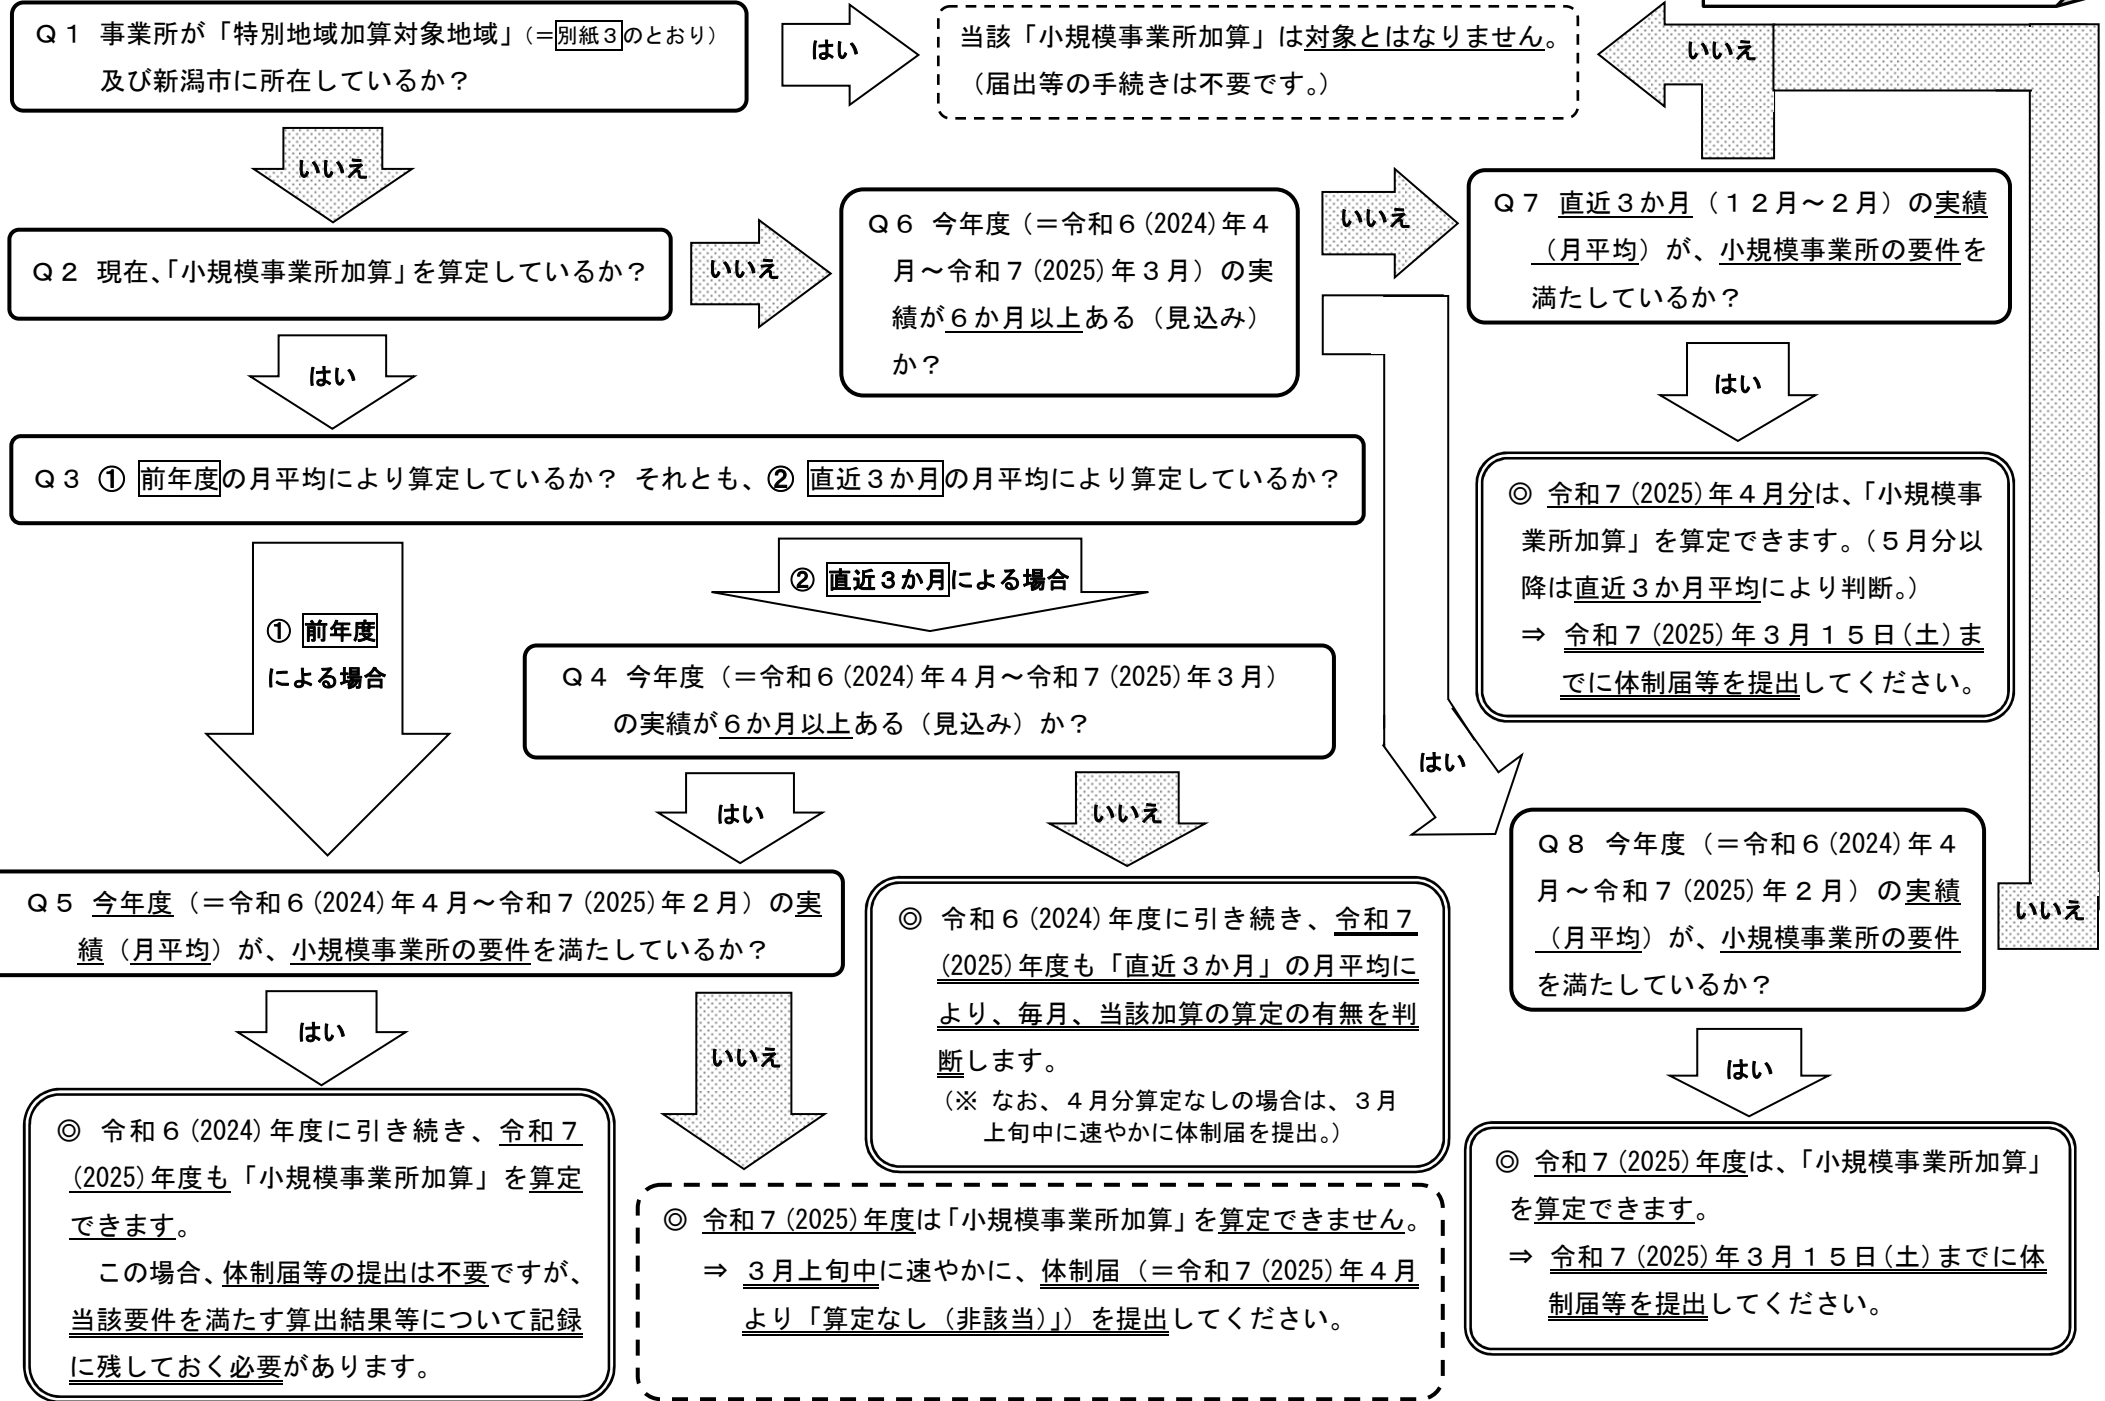 Ｑ１ 事業所が「特別地域加算対象地域」（＝別紙３のとおり）
及び新潟市に所在しているか？
はい
当該「小規模事業所加算」は対象とはなりません。
（届出等の手続きは不要です。）
いいえ
いいえ
Ｑ２ 現在、「小規模事業所加算」を算定しているか？
いいえ
Ｑ６ 今年度（＝令和６(2024)年４
月～令和７(2025)年３月）の実
績が６か月以上ある（見込み）
か？
いいえ
Ｑ７ 直近３か月（１２月～２月）の実績
（月平均）が、小規模事業所の要件を
満たしているか？
はい
はい
Ｑ３ ① 前年度の月平均により算定しているか？ それとも、② 直近３か月の月平均により算定しているか？
◎ 令和７(2025)年４月分は、「小規模事
業所加算」を算定できます。（５月分以
降は直近３か月平均により判断。）
⇒ 令和７(2025)年３月１５日(土)ま
でに体制届等を提出してください。
① 前年度
による場合
② 直近３か月による場合
Ｑ４ 今年度（＝令和６(2024)年４月～令和７(2025)年３月）
の実績が６か月以上ある（見込み）か？
はい
はい
いいえ
Ｑ５ 今年度（＝令和６(2024)年４月～令和７(2025)年２月）の実
績（月平均）が、小規模事業所の要件を満たしているか？
Ｑ８ 今年度（＝令和６(2024)年４
月～令和７(2025)年２月）の実績
（月平均）が、小規模事業所の要件
を満たしているか？
いいえ
はい
いいえ
◎ 令和６(2024)年度に引き続き、令和７
(2025)年度も「直近３か月」の月平均に
より、毎月、当該加算の算定の有無を判
断します。
（※ なお、４月分算定なしの場合は、３月
上旬中に速やかに体制届を提出。）
はい
◎ 令和６(2024)年度に引き続き、令和７
(2025)年度も「小規模事業所加算」を算定
できます。
この場合、体制届等の提出は不要ですが、
当該要件を満たす算出結果等について記録
に残しておく必要があります。
◎ 令和７(2025)年度は「小規模事業所加算」を算定できません。
⇒ ３月上旬中に速やかに、体制届（＝令和７(2025)年４月
より「算定なし（非該当）」）を提出してください。
◎ 令和７(2025)年度は、「小規模事業所加算」
を算定できます。
⇒ 令和７(2025)年３月１５日(土)までに体
制届等を提出してください。